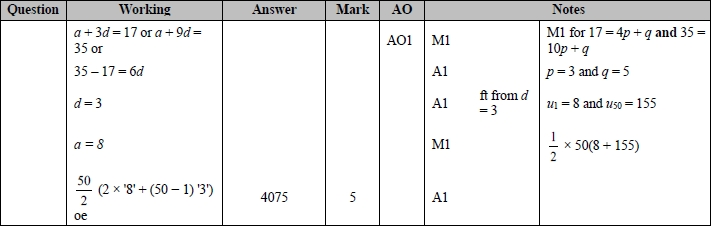 Question Working Answer Mark AO Notes
a + 3d = 17 or a + 9d = 35 or
AO1 M1 M1 for 17 = 4p + q and 35 = 10p + q
35 – 17 = 6d A1 p = 3 and q = 5
d = 3 A1 ft from d = 3 u₁ = 8 and u₅₀ = 155
a = 8 M1 1/2 × 50(8 + 155)
50/2 (2 × '8' + (50 – 1) '3') oe 4075 5 A1